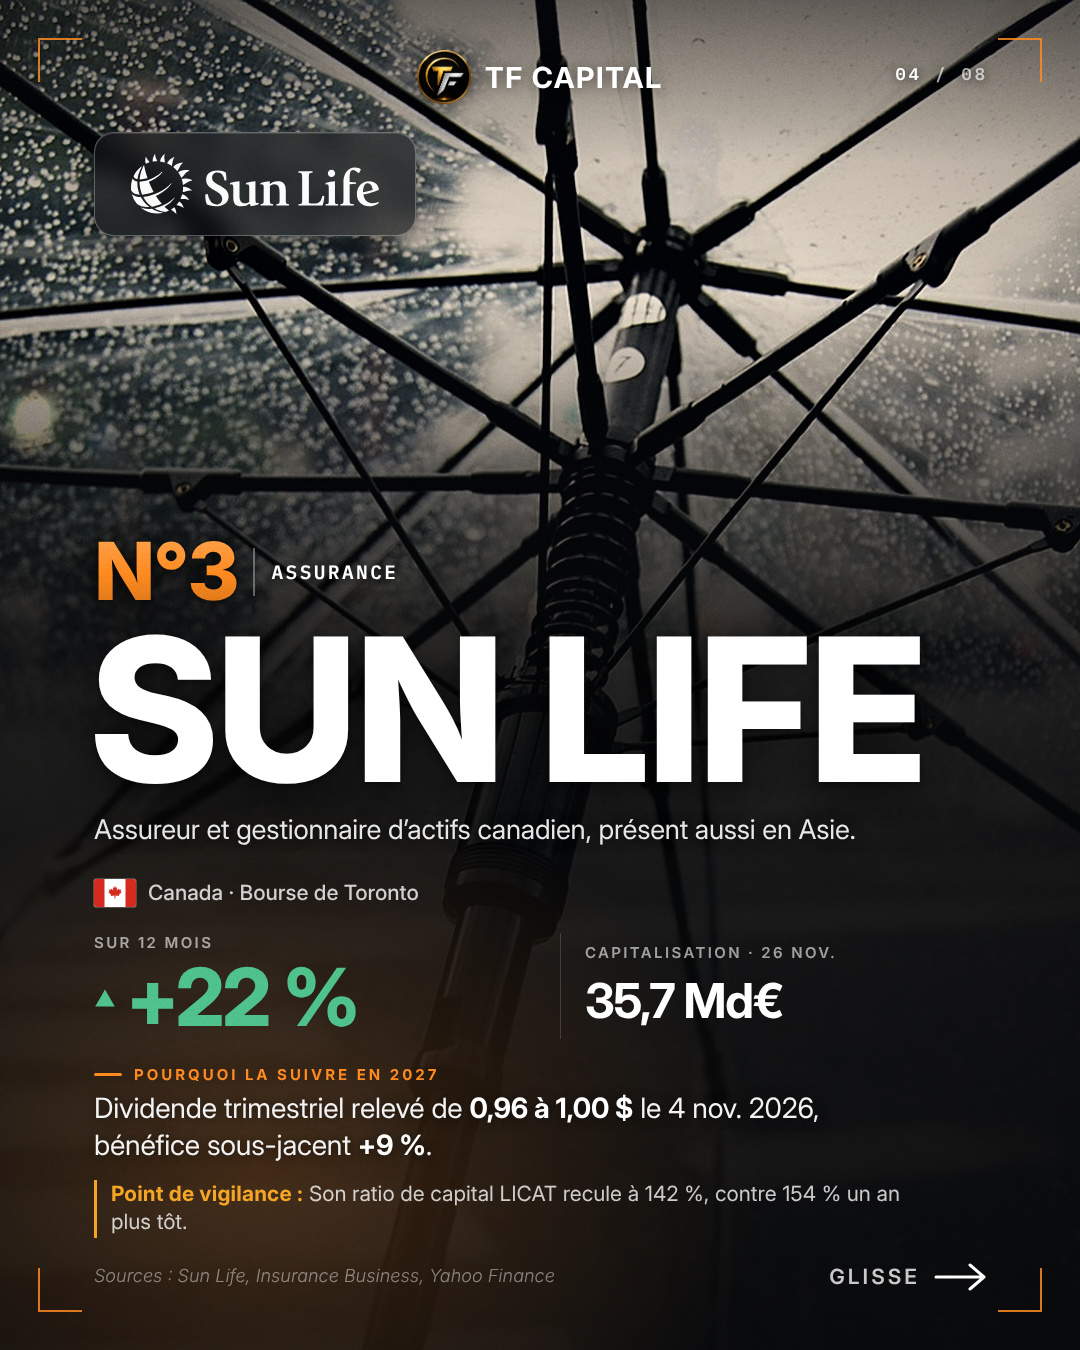 TF CAPITAL
04 / 08
Sun Life
N°3
ASSURANCE
SUN LIFE
Assureur et gestionnaire d’actifs canadien, présent aussi en Asie.
Canada · Bourse de Toronto
SUR 12 MOIS
+22 %
CAPITALISATION · 26 NOV.
35,7 Md€
POURQUOI LA SUIVRE EN 2027
Dividende trimestriel relevé de 0,96 à 1,00 $ le 4 nov. 2026,
bénéfice sous-jacent +9 %.
Point de vigilance : Son ratio de capital LICAT recule à 142 %, contre 154 % un an
plus tôt.
Sources : Sun Life, Insurance Business, Yahoo Finance
GLISSE